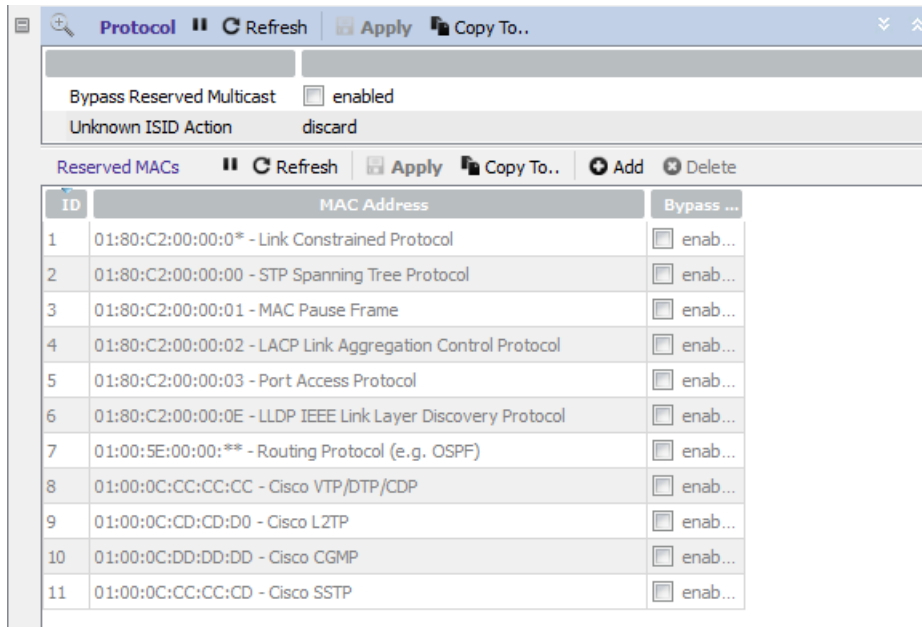 Protocol Refresh Apply Copy To..
Bypass Reserved Multicast enabled
Unknown ISID Action discard
Reserved MACs Refresh Apply Copy To.. Add Delete
ID MAC Address Bypass ...
1 01:80:C2:00:00:0* - Link Constrained Protocol enab...
2 01:80:C2:00:00:00 - STP Spanning Tree Protocol enab...
3 01:80:C2:00:00:01 - MAC Pause Frame enab...
4 01:80:C2:00:00:02 - LACP Link Aggregation Control Protocol enab...
5 01:80:C2:00:00:03 - Port Access Protocol enab...
6 01:80:C2:00:00:0E - LLDP IEEE Link Layer Discovery Protocol enab...
7 01:00:5E:00:00:** - Routing Protocol (e.g. OSPF) enab...
8 01:00:0C:CC:CC:CC - Cisco VTP/DTP/CDP enab...
9 01:00:0C:CD:CD:D0 - Cisco L2TP enab...
10 01:00:0C:DD:DD:DD - Cisco CGMP enab...
11 01:00:0C:CC:CC:CD - Cisco SSTP enab...